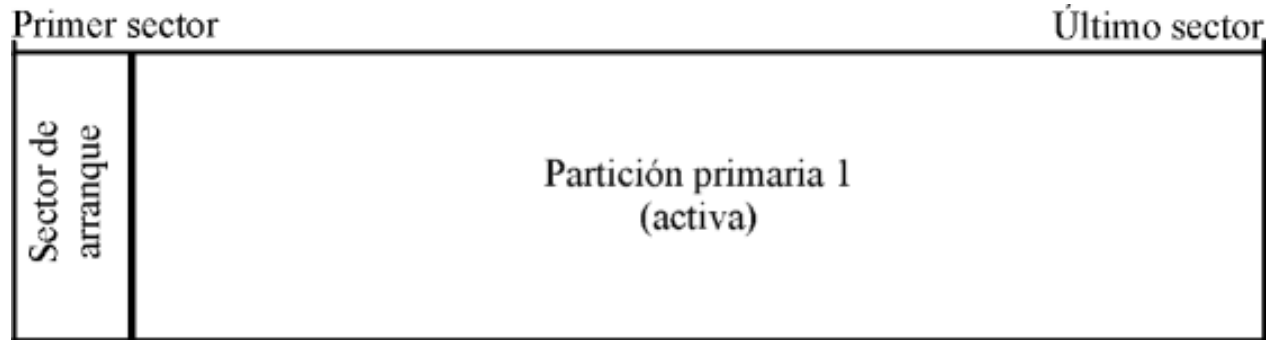 Primer sector
Último sector
Sector de
arranque
Partición primaria 1
(activa)